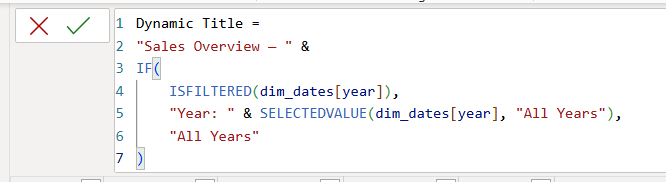 1 Dynamic Title =
2 "Sales Overview – " &
3 IF(
4 ISFILTERED(dim_dates[year]),
5 "Year: " & SELECTEDVALUE(dim_dates[year], "All Years"),
6 "All Years"
7 )